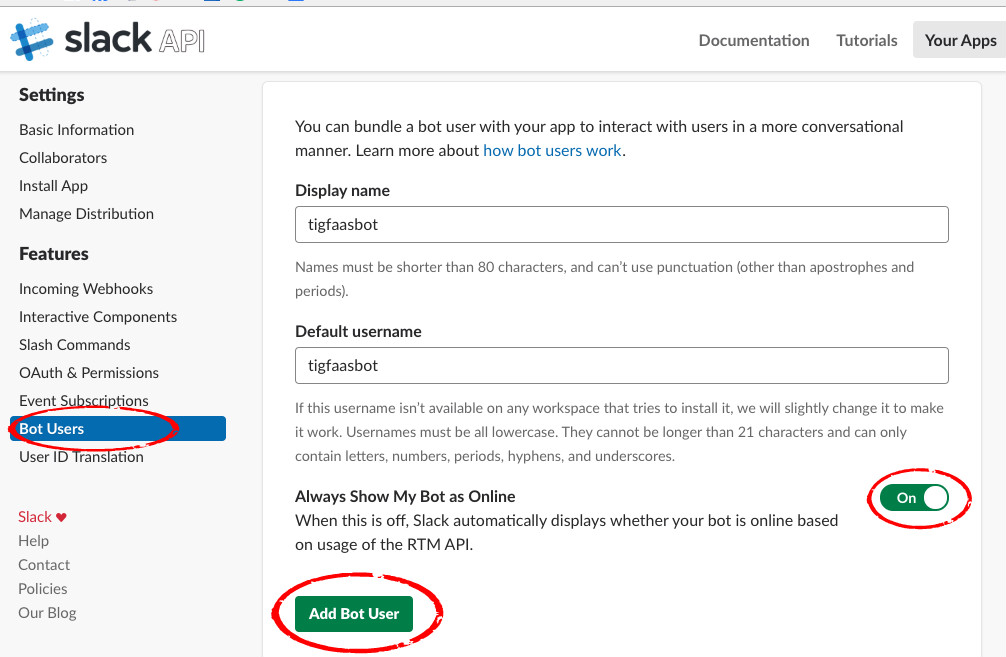 slack API
Documentation
Tutorials
Your Apps
Settings
Basic Information
Collaborators
Install App
Manage Distribution
Features
Incoming Webhooks
Interactive Components
Slash Commands
OAuth & Permissions
Event Subscriptions
Bot Users
User ID Translation
Slack ♥
Help
Contact
Policies
Our Blog
You can bundle a bot user with your app to interact with users in a more conversational
manner. Learn more about how bot users work.
Display name
tigfaasbot
Names must be shorter than 80 characters, and can’t use punctuation (other than apostrophes and
periods).
Default username
tigfaasbot
If this username isn’t available on any workspace that tries to install it, we will slightly change it to make
it work. Usernames must be all lowercase. They cannot be longer than 21 characters and can only
contain letters, numbers, periods, hyphens, and underscores.
Always Show My Bot as Online
On
When this is off, Slack automatically displays whether your bot is online based
on usage of the RTM API.
Add Bot User